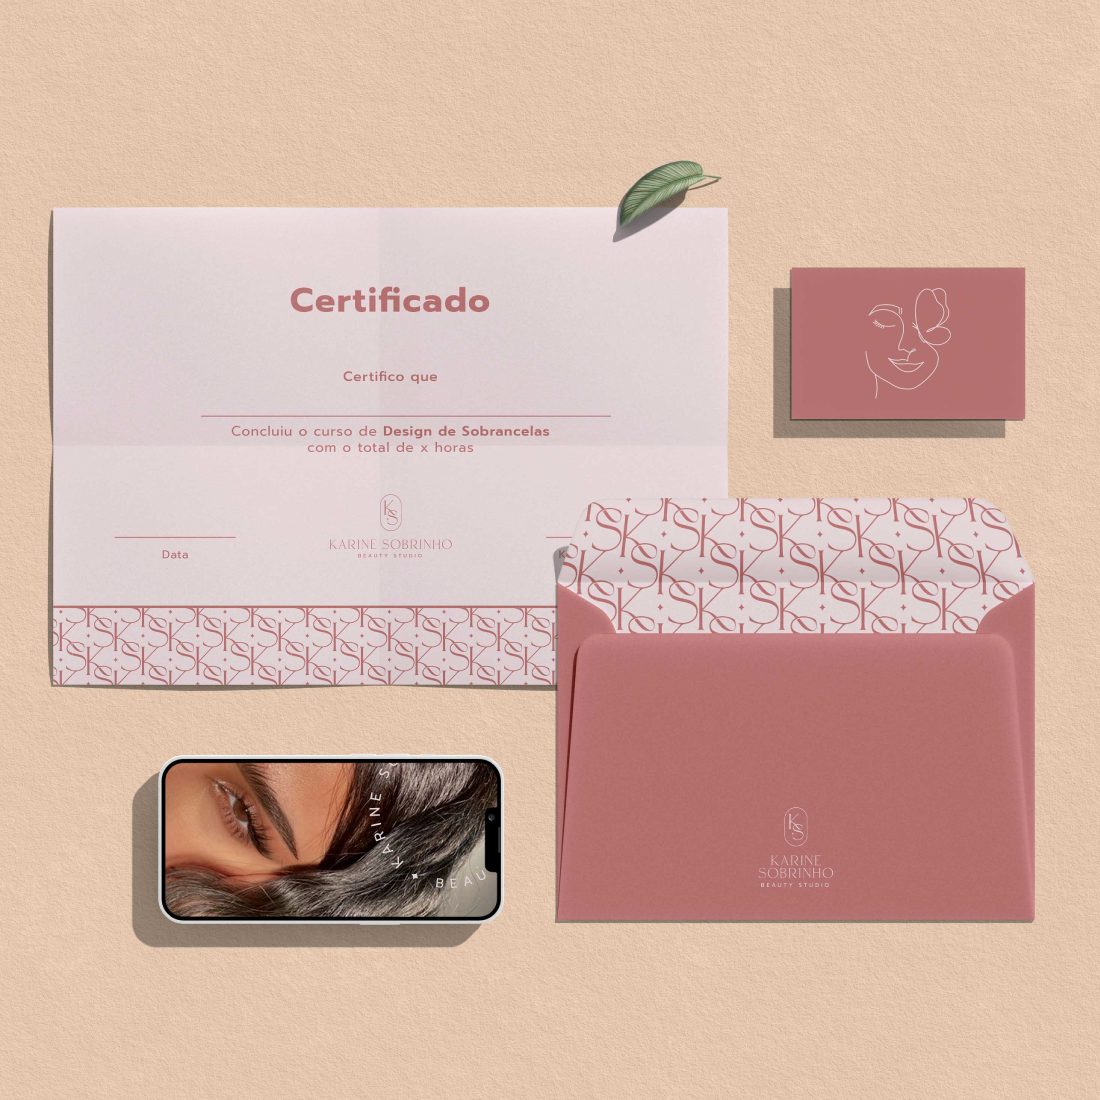 Certificado
Certifico que
Concluiu o curso de Design de Sobrancelas
com o total de x horas
Data
KS
KARINE SOBRINHO
BEAUTY STUDIO
KARINE
BEAU
KS
KARINE
SOBRINHO
BEAUTY STUDIO